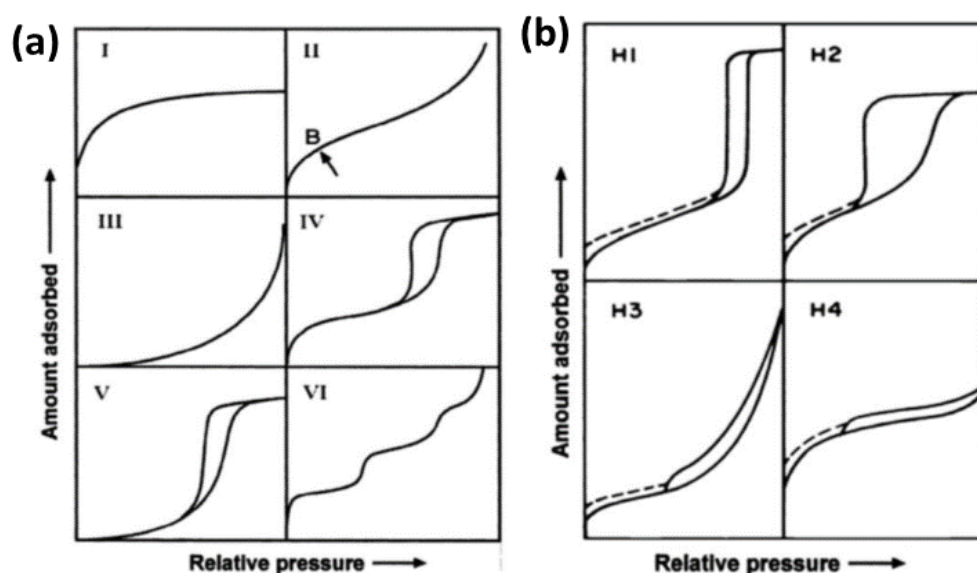 (a)
I
II
B
III
IV
V
VI
Amount adsorbed
Relative pressure
(b)
H1
H2
H3
H4
Amount adsorbed
Relative pressure